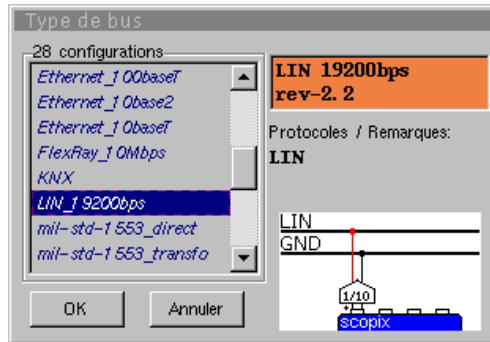 Type de bus
28 configurations
Ethernet_100baseT
Ethernet_10base2
Ethernet_10baseT
FlexRay_10Mbps
KNX
LIN_19200bps
mil-std-1553_direct
mil-std-1553_transfo
OK
Annuler
LIN 19200bps
rev-2.2
Protocoles / Remarques:
LIN
LIN
GND
1/10
scopix